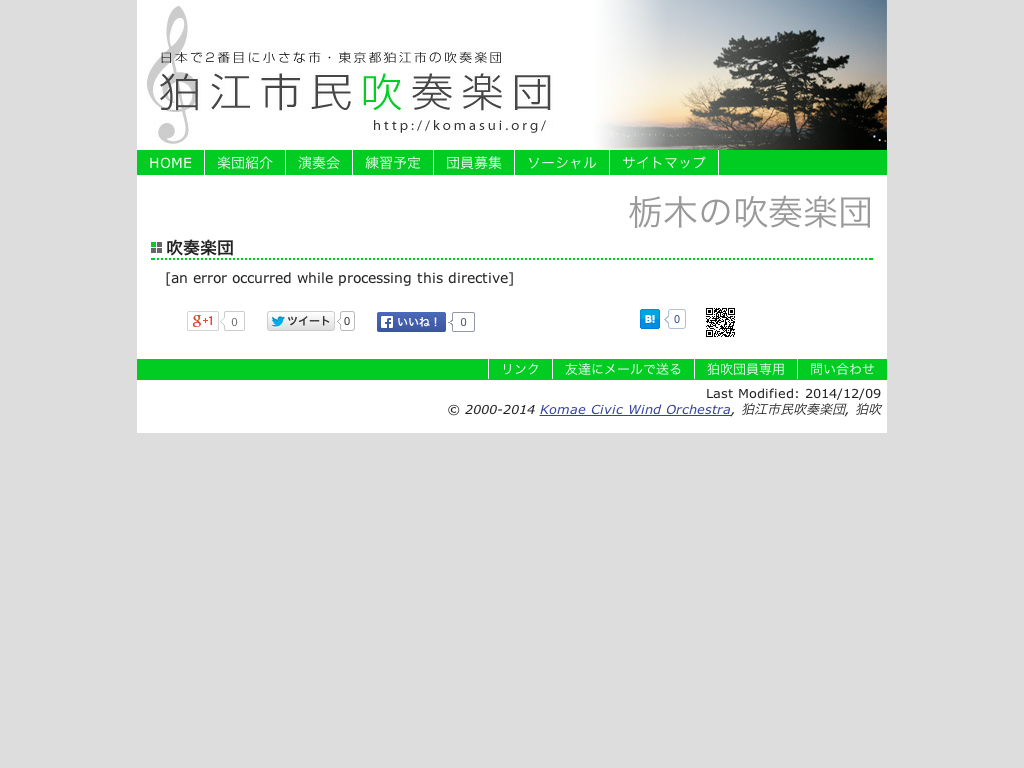 日本で2番目に小さな市・東京都狛江市の吹奏楽団
狛江市民吹奏楽団
http://komasui.org/
HOME 楽団紹介 演奏会 練習予定 団員募集 ソーシャル サイトマップ
栃木の吹奏楽団
吹奏楽団
[an error occurred while processing this directive]
g+1 0 ツイート 0 いいね！ 0 B! 0
リンク 友達にメールで送る 狛吹団員専用 問い合わせ
Last Modified: 2014/12/09
© 2000-2014 Komae Civic Wind Orchestra, 狛江市民吹奏楽団, 狛吹